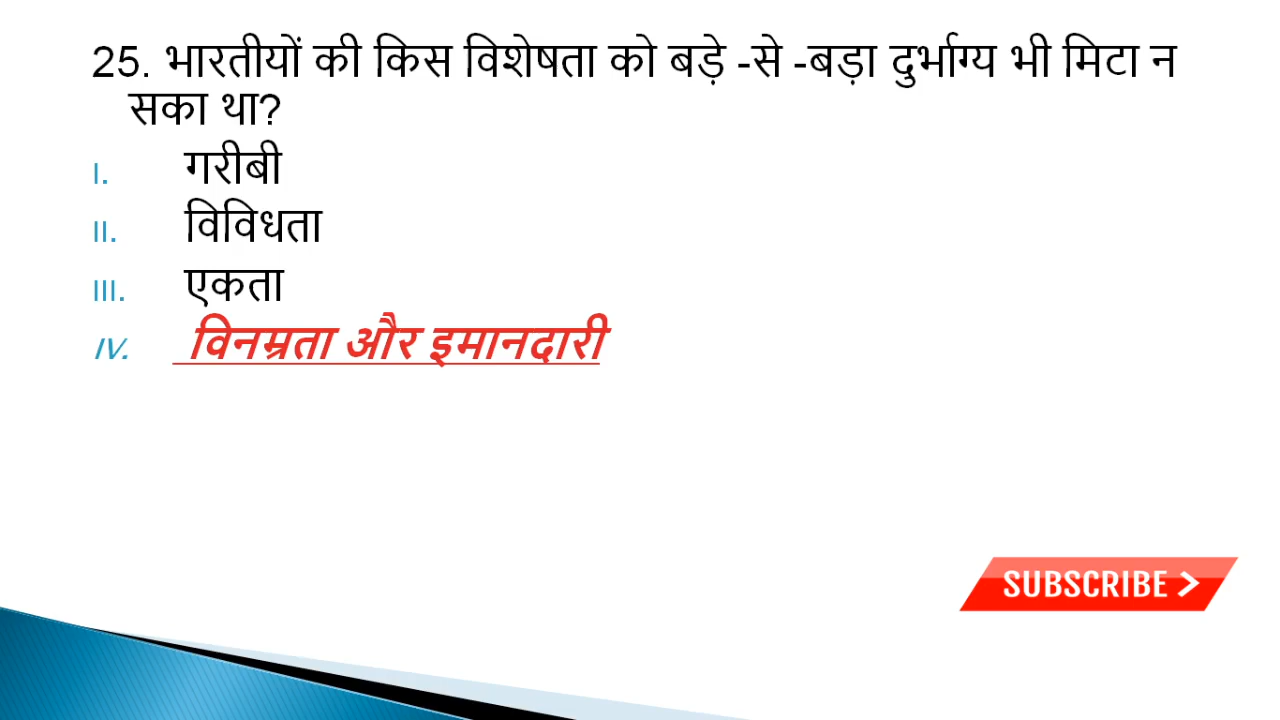 25. भारतीयों की किस विशेषता को बड़े -से -बड़ा दुर्भाग्य भी मिटा न
सका था?
I. गरीबी
II. विविधता
III. एकता
IV. विनम्रता और इमानदारी
SUBSCRIBE >